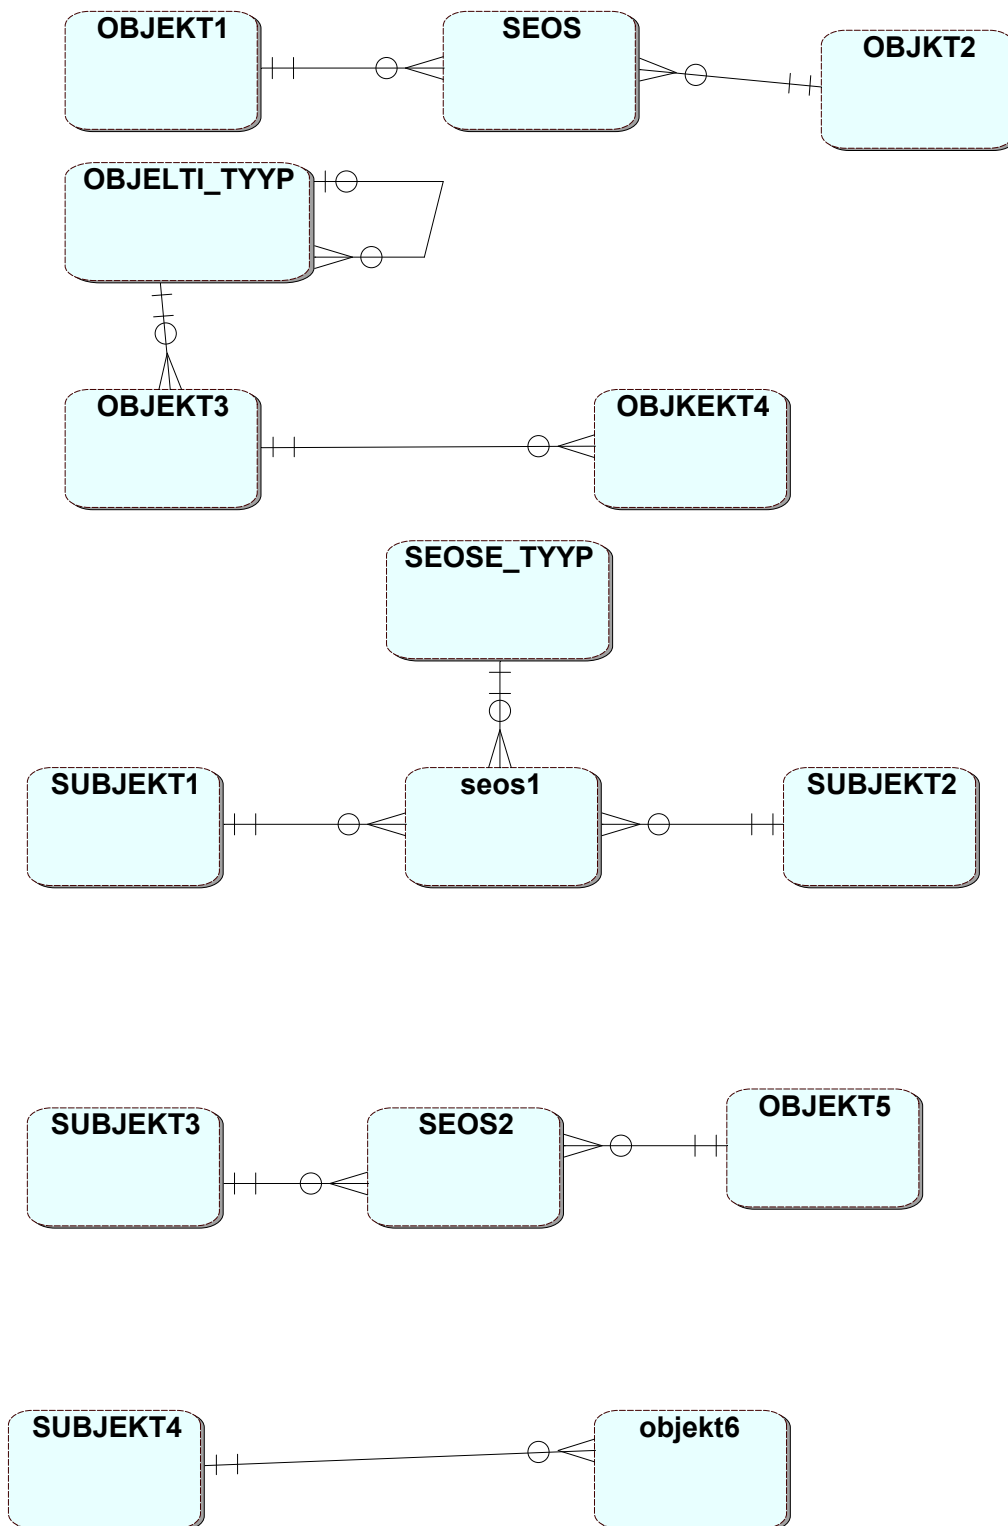 OBJEKT1
SEOS
OBJKT2
OBJELTI_TYYP
OBJEKT3
OBJKEKT4
SEOSE_TYYP
SUBJEKT1
seos1
SUBJEKT2
SUBJEKT3
SEOS2
OBJEKT5
SUBJEKT4
objekt6